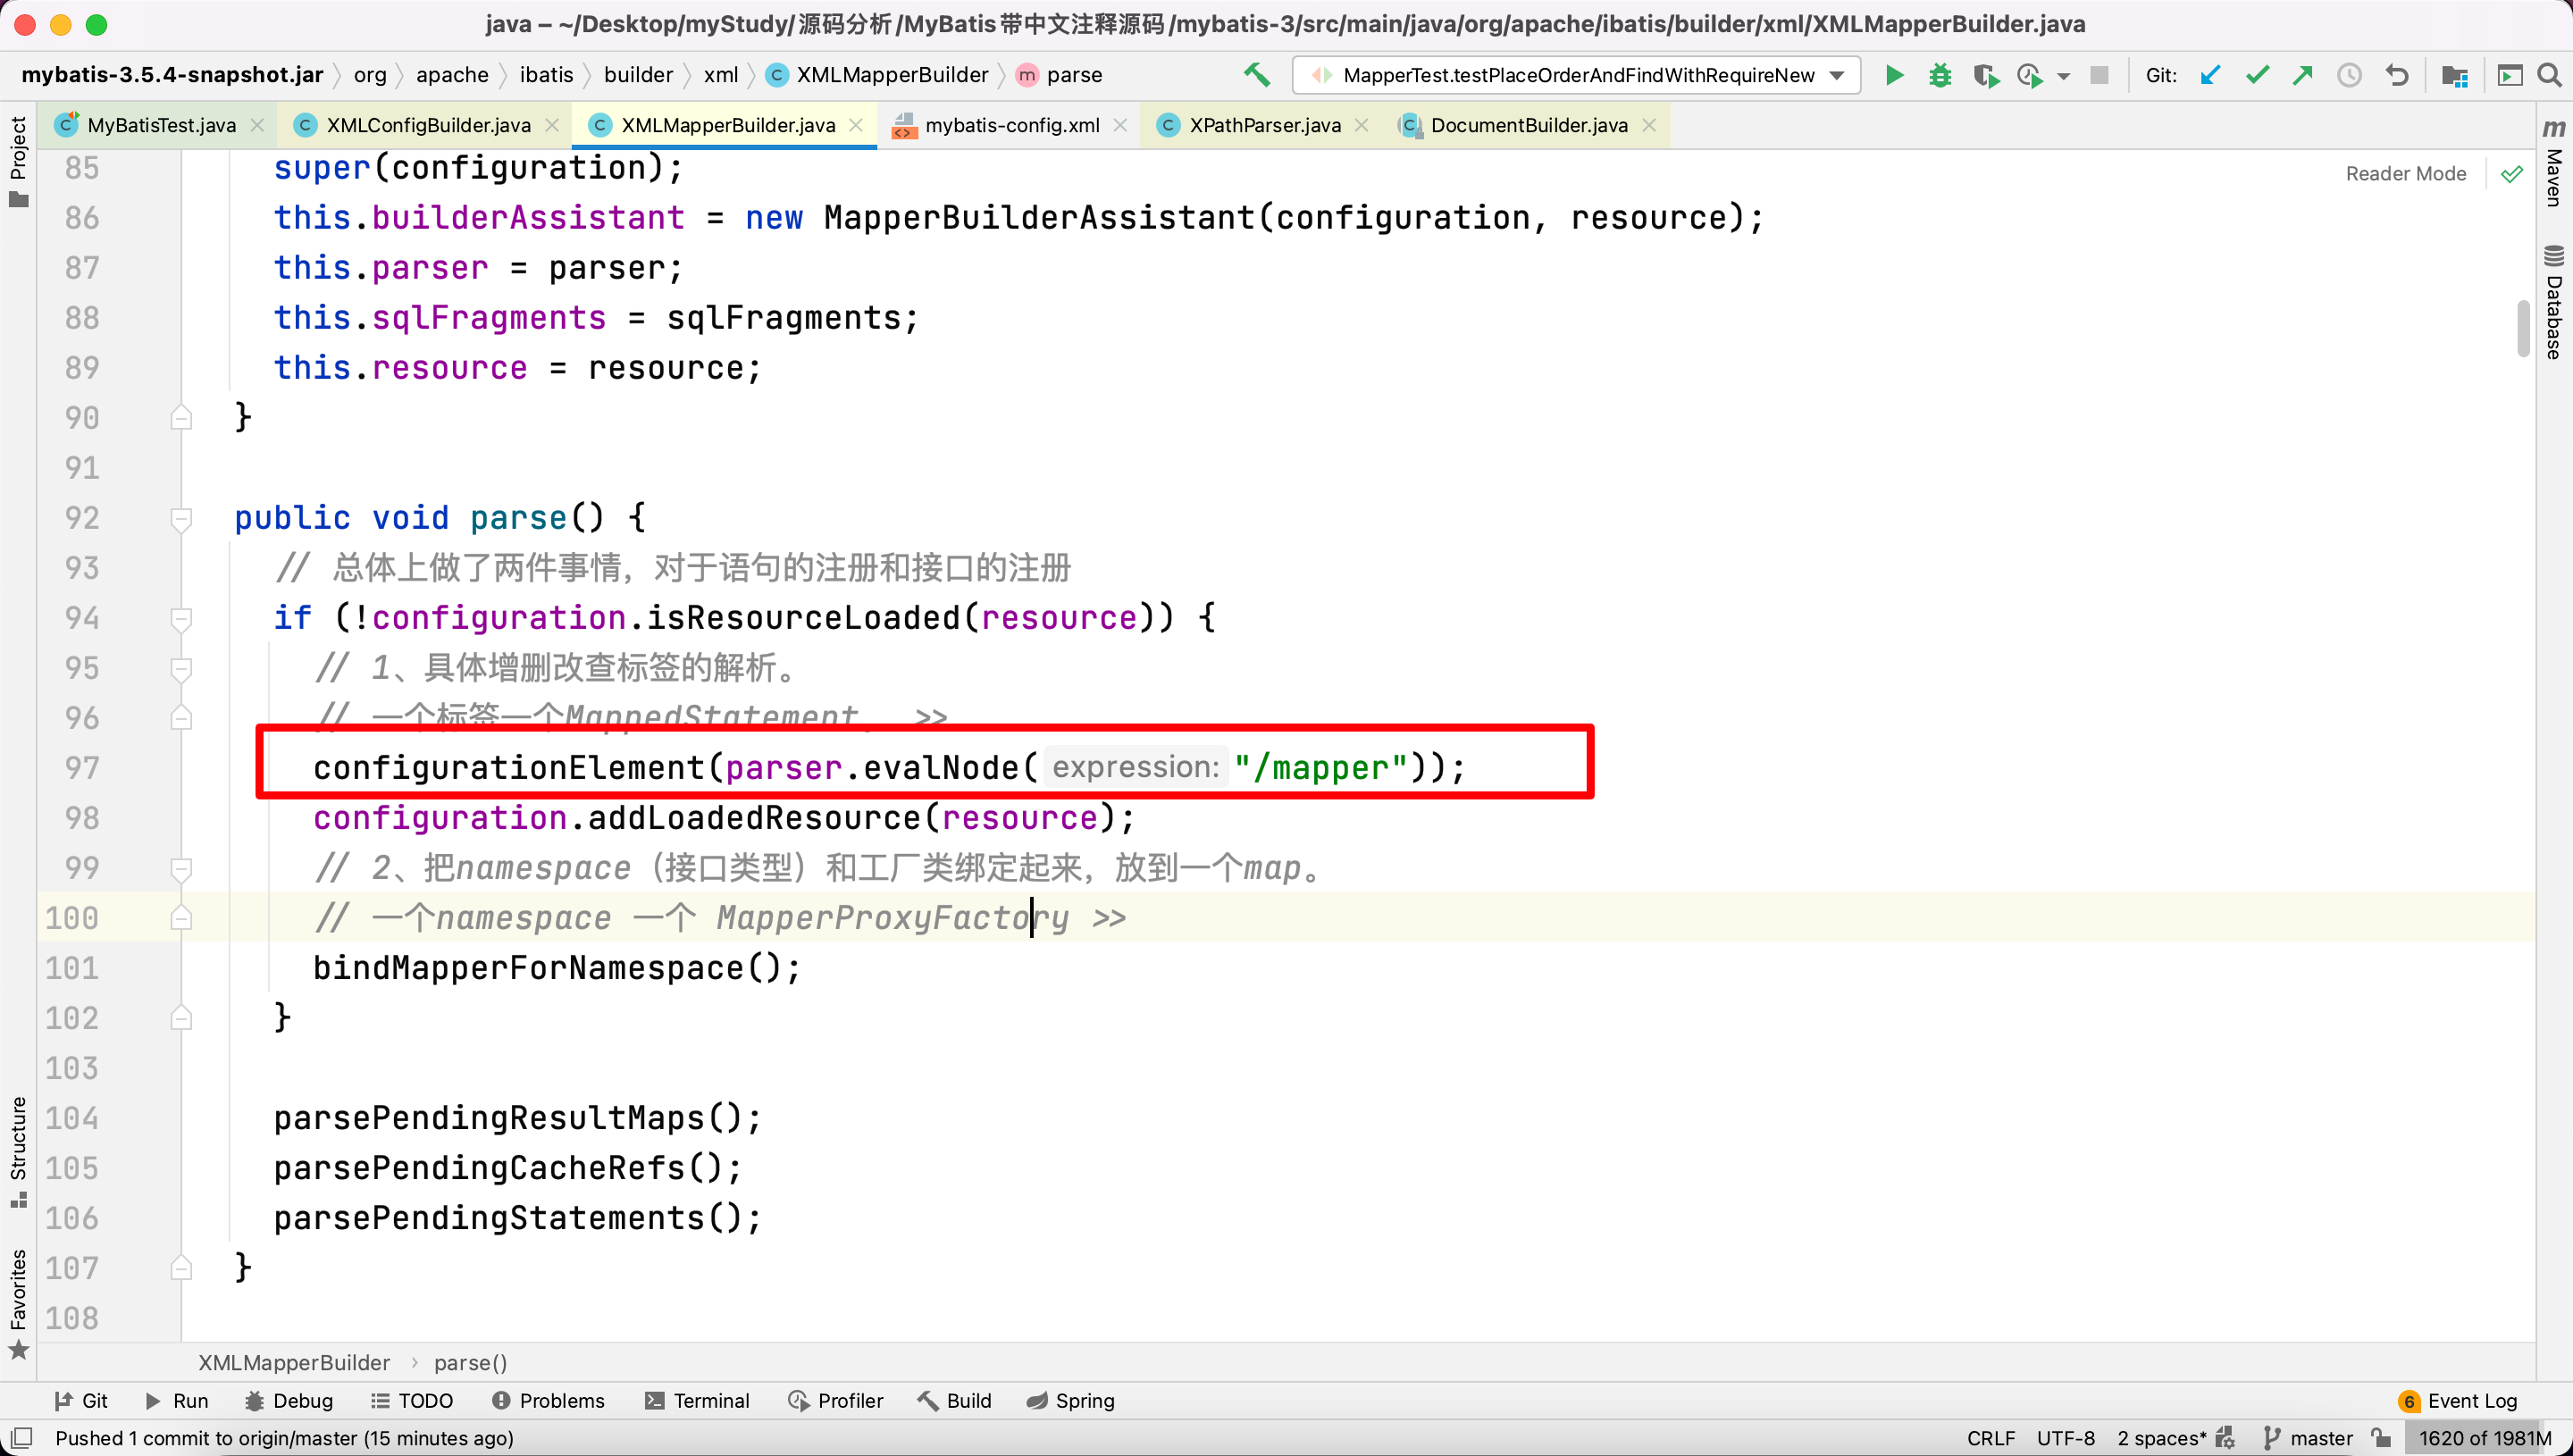 java – ~/Desktop/myStudy/源码分析/MyBatis带中文注释源码/mybatis-3/src/main/java/org/apache/ibatis/builder/xml/XMLMapperBuilder.java
mybatis-3.5.4-snapshot.jar org apache ibatis builder xml C XMLMapperBuilder m parse MapperTest.testPlaceOrderAndFindWithRequireNew Git:
MyBatisTest.java XMLConfigBuilder.java XMLMapperBuilder.java mybatis-config.xml XPathParser.java DocumentBuilder.java
Project
Structure
Favorites
m Maven
Database
Reader Mode
85 super(configuration);
86 this.builderAssistant = new MapperBuilderAssistant(configuration, resource);
87 this.parser = parser;
88 this.sqlFragments = sqlFragments;
89 this.resource = resource;
90 }
91
92 public void parse() {
93 // 总体上做了两件事情，对于语句的注册和接口的注册
94 if (!configuration.isResourceLoaded(resource)) {
95 // 1、具体增删改查标签的解析。
96 // 一个标签一个MappedStatement >>
97 configurationElement(parser.evalNode( expression: "/mapper"));
98 configuration.addLoadedResource(resource);
99 // 2、把namespace（接口类型）和工厂类绑定起来，放到一个map。
100 // 一个namespace 一个 MapperProxyFactory >>
101 bindMapperForNamespace();
102 }
103
104 parsePendingResultMaps();
105 parsePendingCacheRefs();
106 parsePendingStatements();
107 }
108
XMLMapperBuilder › parse()
Git Run Debug TODO Problems Terminal Profiler Build Spring 6 Event Log
Pushed 1 commit to origin/master (15 minutes ago) CRLF UTF-8 2 spaces* master 1620 of 1981M